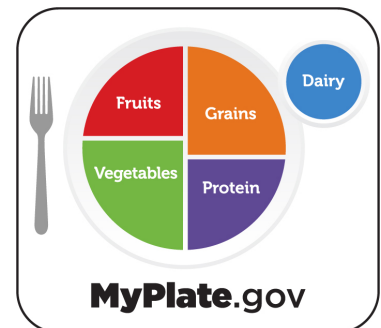 Dairy
Fruits
Grains
Vegetables
Protein
MyPlate.gov